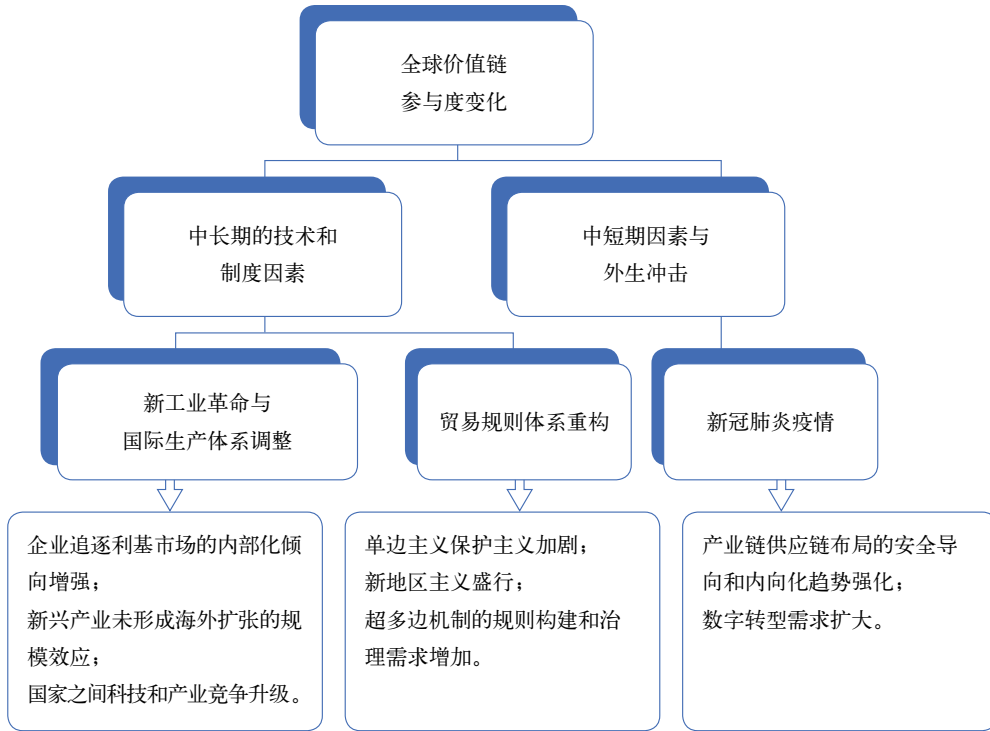 全球价值链
参与度变化
中长期的技术和
制度因素
中短期因素与
外生冲击
新工业革命与
国际生产体系调整
贸易规则体系重构
新冠肺炎疫情
企业追逐利基市场的内部化倾
向增强；
新兴产业未形成海外扩张的规
模效应；
国家之间科技和产业竞争升级。
单边主义保护主义加剧；
新地区主义盛行；
超多边机制的规则构建和治
理需求增加。
产业链供应链布局的安全导
向和内向化趋势强化；
数字转型需求扩大。